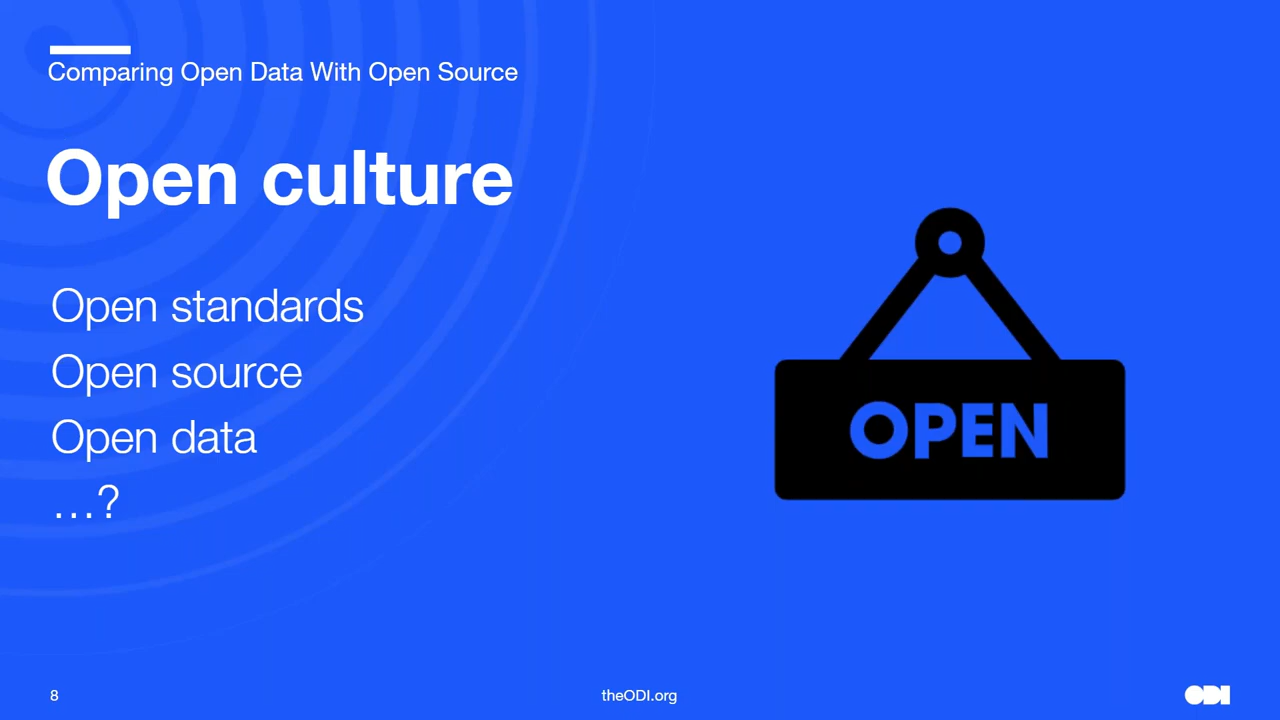 Comparing Open Data With Open Source
Open culture
Open standards
Open source
Open data
…?
OPEN
8
theODI.org
ODI